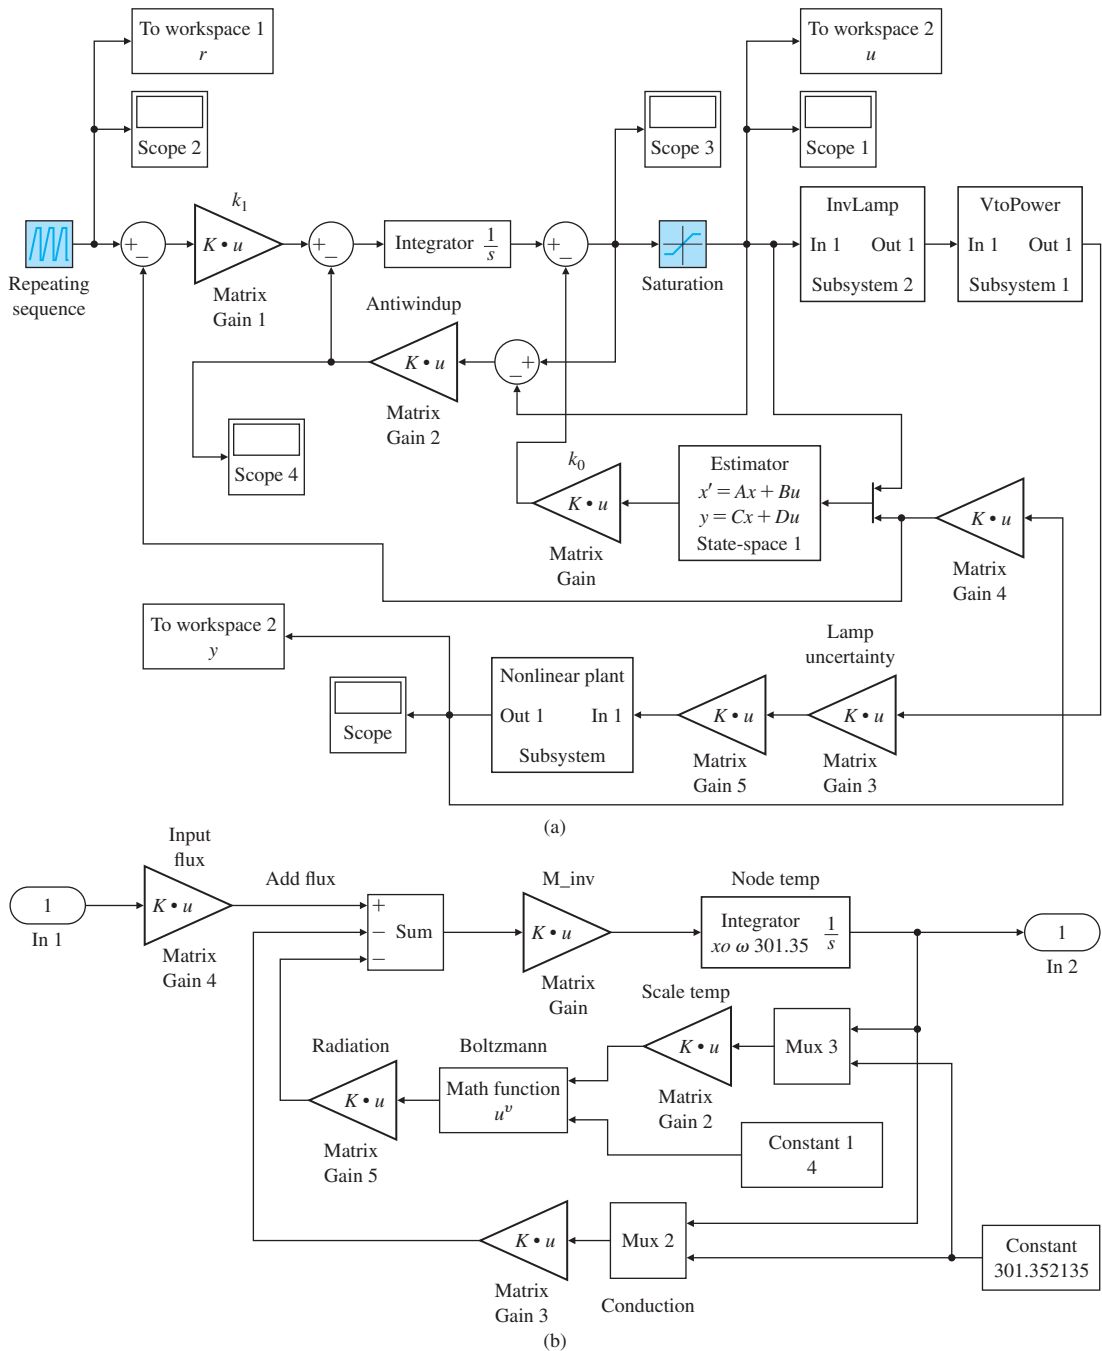 To workspace 1
r
To workspace 2
u
Scope 2
Scope 3
Scope 1
k1
InvLamp
VtoPower
+
−
K • u
+
−
Integrator 1/s
+
−
In 1 Out 1
In 1 Out 1
Repeating
sequence
Matrix
Gain 1
Saturation
Subsystem 2
Subsystem 1
Antiwindup
K • u
+
−
Matrix
Gain 2
Scope 4
k0
K • u
Matrix
Gain
Estimator
x′ = Ax + Bu
y = Cx + Du
State-space 1
K • u
Matrix
Gain 4
To workspace 2
y
Lamp
uncertainty
Scope
Nonlinear plant
Out 1 In 1
Subsystem
K • u
Matrix
Gain 5
K • u
Matrix
Gain 3
(a)
Input
flux
Add flux
M_inv
Node temp
1
In 1
K • u
Matrix
Gain 4
+
−
−
Sum
K • u
Matrix
Gain
Integrator 1/s
xo ω 301.35
1
In 2
Scale temp
K • u
Matrix
Gain 2
Mux 3
Radiation
K • u
Matrix
Gain 5
Boltzmann
Math function
uᵛ
Constant 1
4
K • u
Matrix
Gain 3
Mux 2
Conduction
Constant
301.352135
(b)